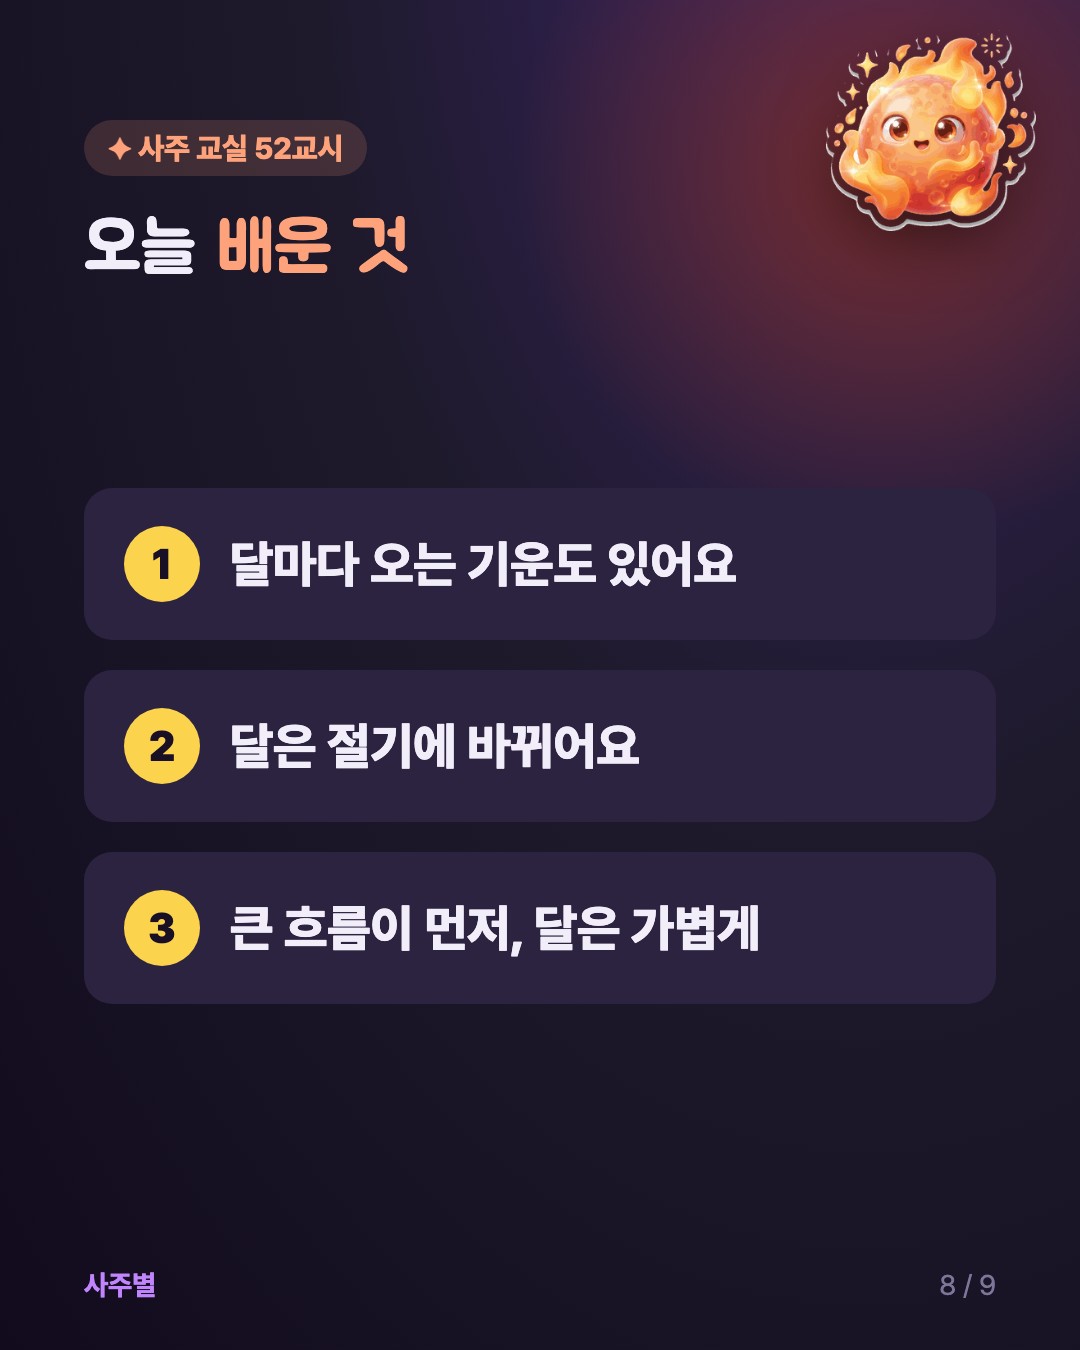 ✦ 사주 교실 52교시
오늘 배운 것
1 달마다 오는 기운도 있어요
2 달은 절기에 바뀌어요
3 큰 흐름이 먼저, 달은 가볍게
사주별
8 / 9